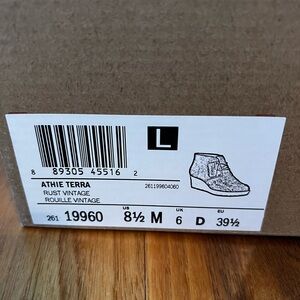 L
8 89305 45516 2
ATHIE TERRA
261199604060
RUST VINTAGE
ROUILLE VINTAGE
US UK EU
261 19960 8½ M 6 D 39½